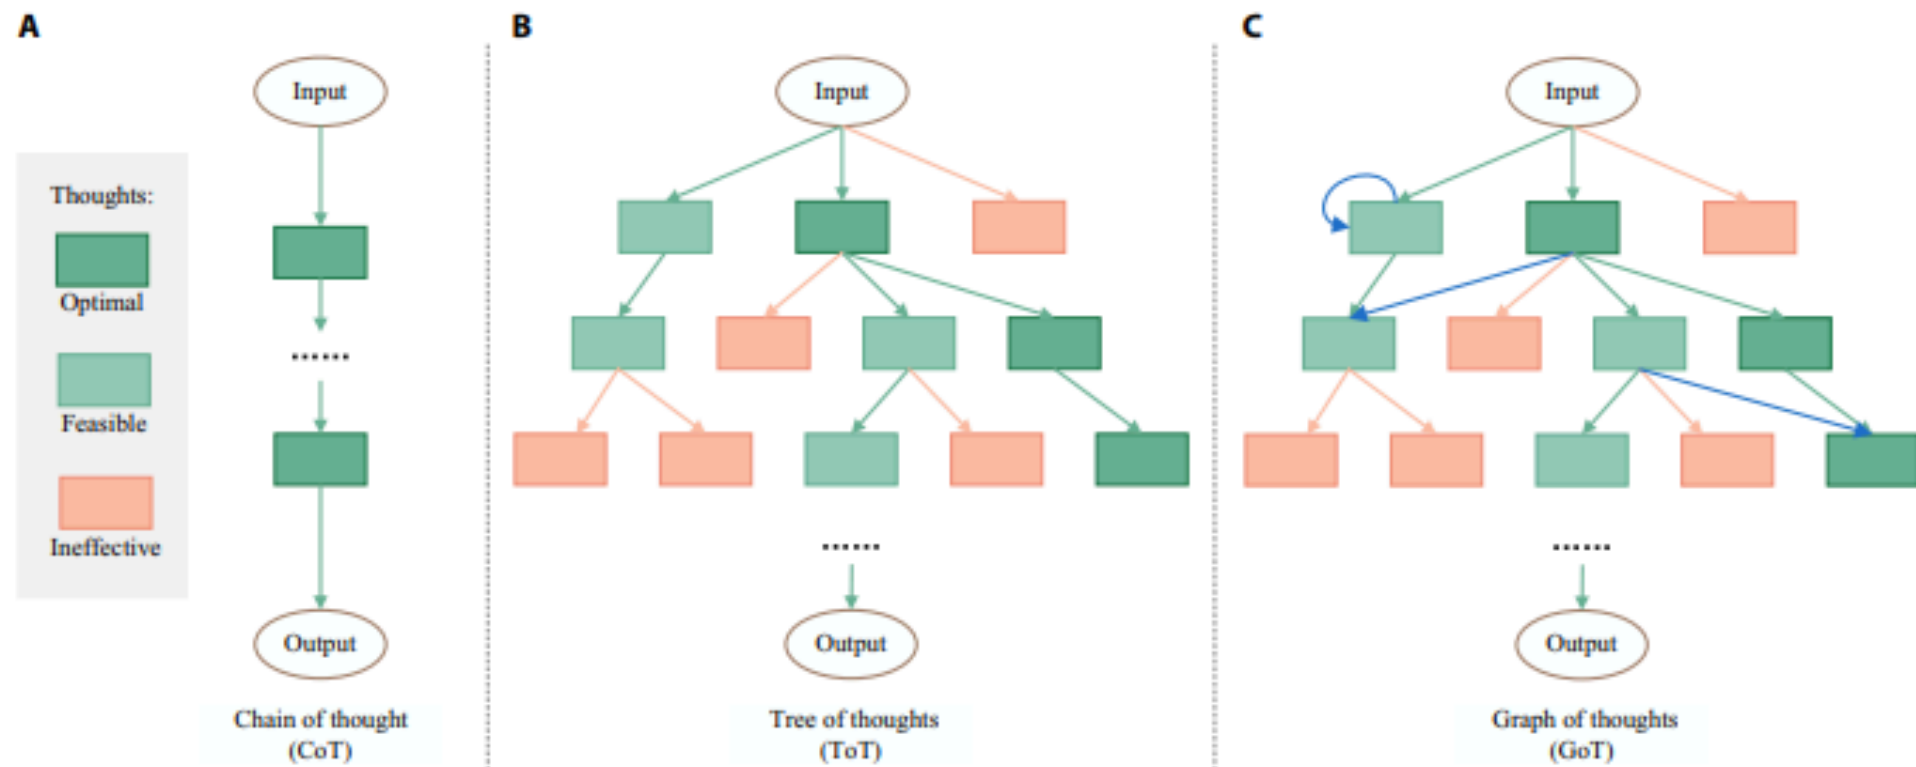 A
B
C
Input
Input
Input
Thoughts:
Optimal
Feasible
Ineffective
......
......
......
Output
Output
Output
Chain of thought
(CoT)
Tree of thoughts
(ToT)
Graph of thoughts
(GoT)